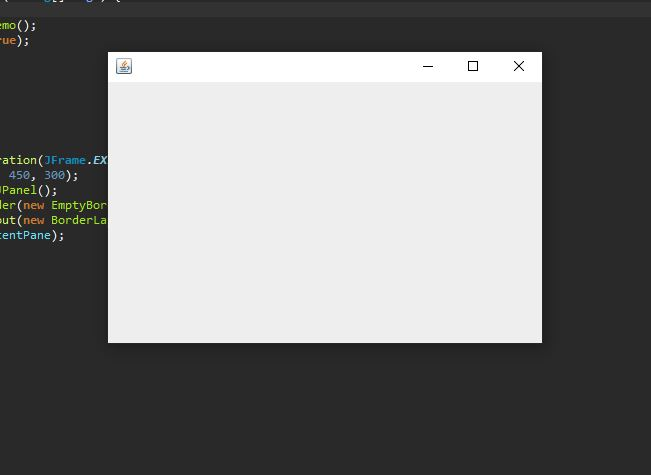 emo();
rue);
ration(JFrame.EX
, 450, 300);
JPanel();
der(new EmptyBor
out(new BorderLa
tentPane);